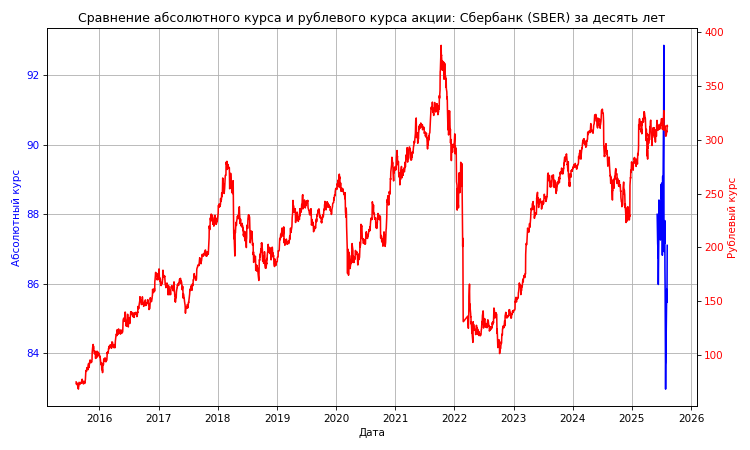 Сравнение абсолютного курса и рублевого курса акции: Сбербанк (SBER) за десять лет
92
90
88
86
84
Абсолютный курс
400
350
300
250
200
150
100
Рублевый курс
2016 2017 2018 2019 2020 2021 2022 2023 2024 2025 2026
Дата